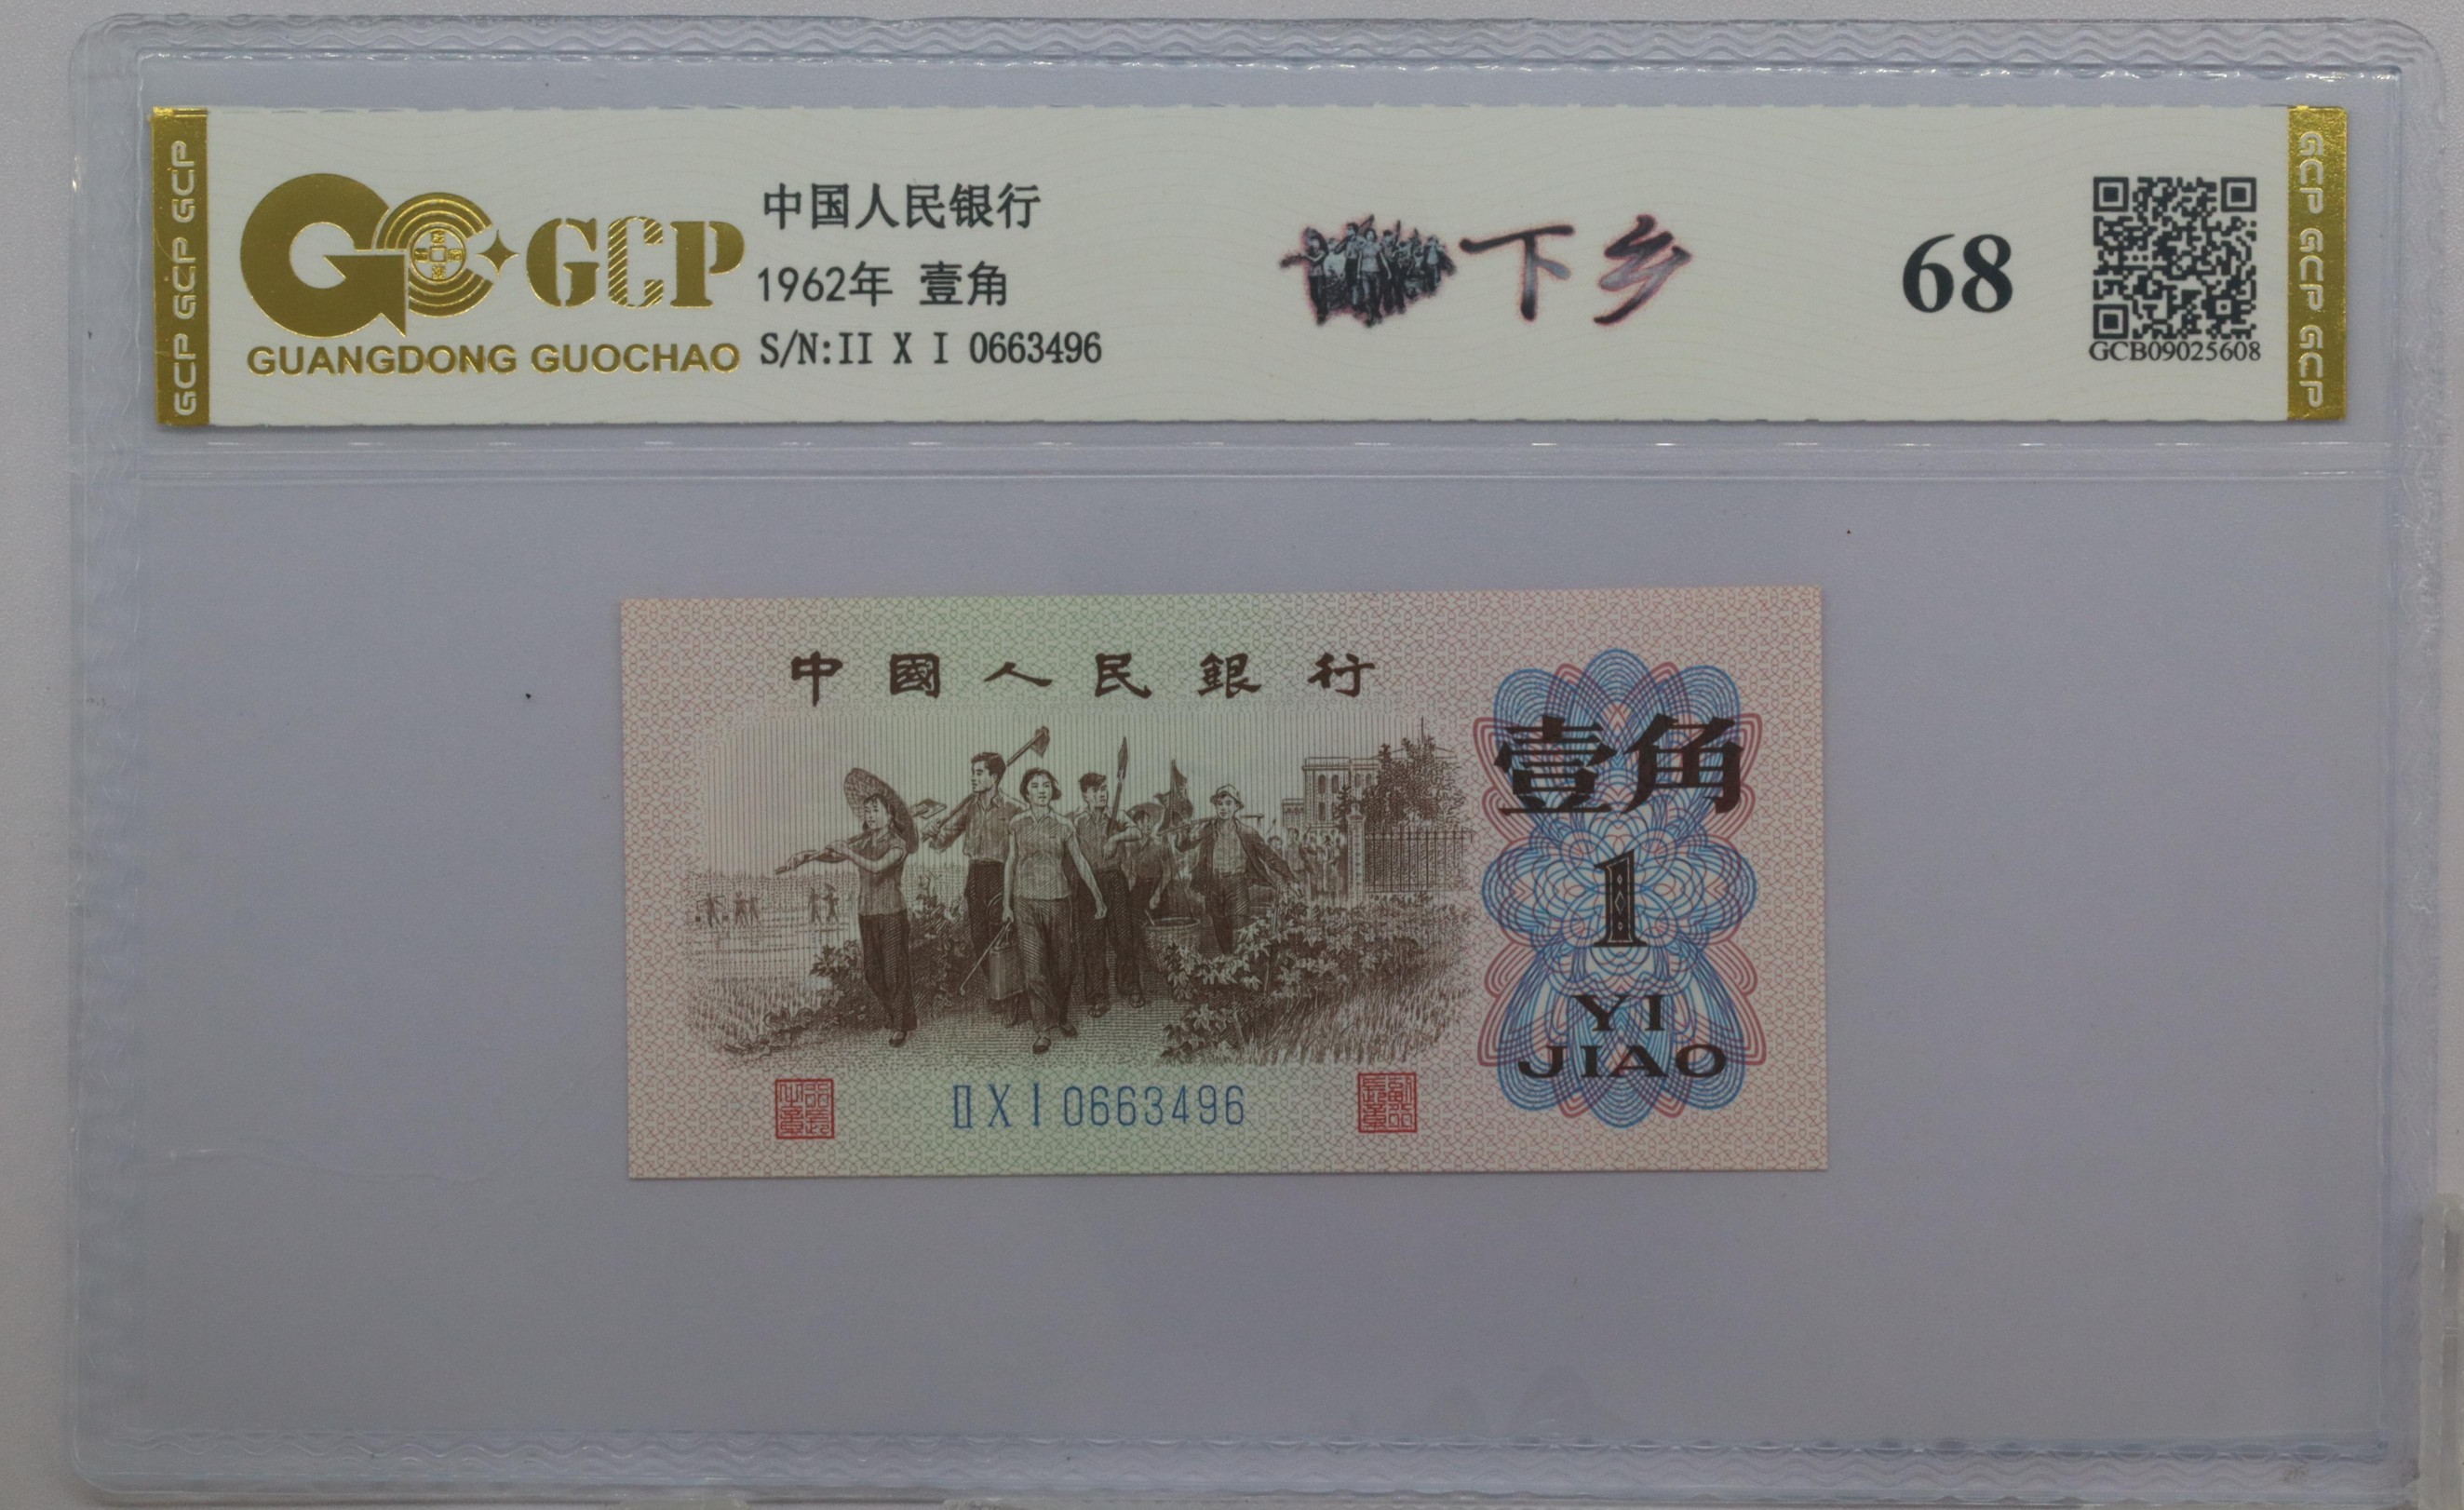 GCP GCP GCP
GCP
GUANGDONG GUOCHAO
中国人民银行
1962年 壹角
S/N:II X I 0663496
下乡
68
GCB09025608
GCP GCP GCP
中國人民銀行
壹角
1
YI
JIAO
ⅡⅩⅠ0663496